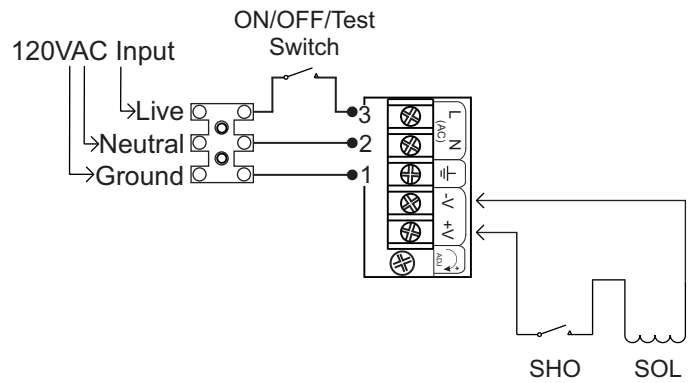 ON/OFF/Test
Switch
120VAC Input
Live
Neutral
Ground
3
2
1
L
N
(AC)
-V
+V
ADJ
+
SHO
SOL